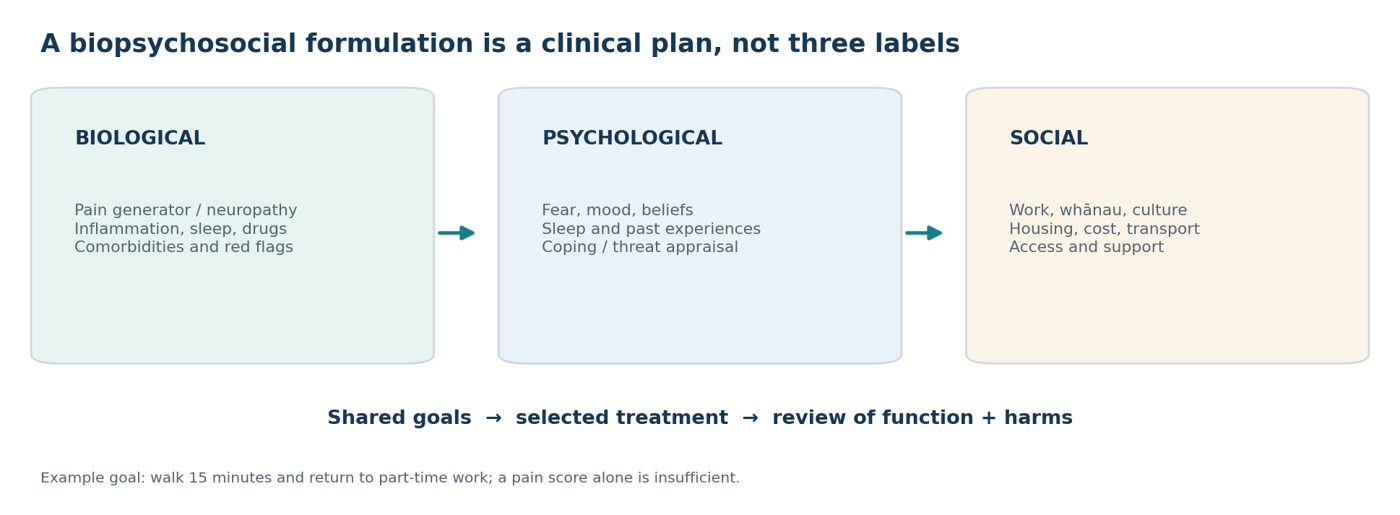 A biopsychosocial formulation is a clinical plan, not three labels
BIOLOGICAL
Pain generator / neuropathy
Inflammation, sleep, drugs
Comorbidities and red flags
PSYCHOLOGICAL
Fear, mood, beliefs
Sleep and past experiences
Coping / threat appraisal
SOCIAL
Work, whānau, culture
Housing, cost, transport
Access and support
Shared goals → selected treatment → review of function + harms
Example goal: walk 15 minutes and return to part-time work; a pain score alone is insufficient.